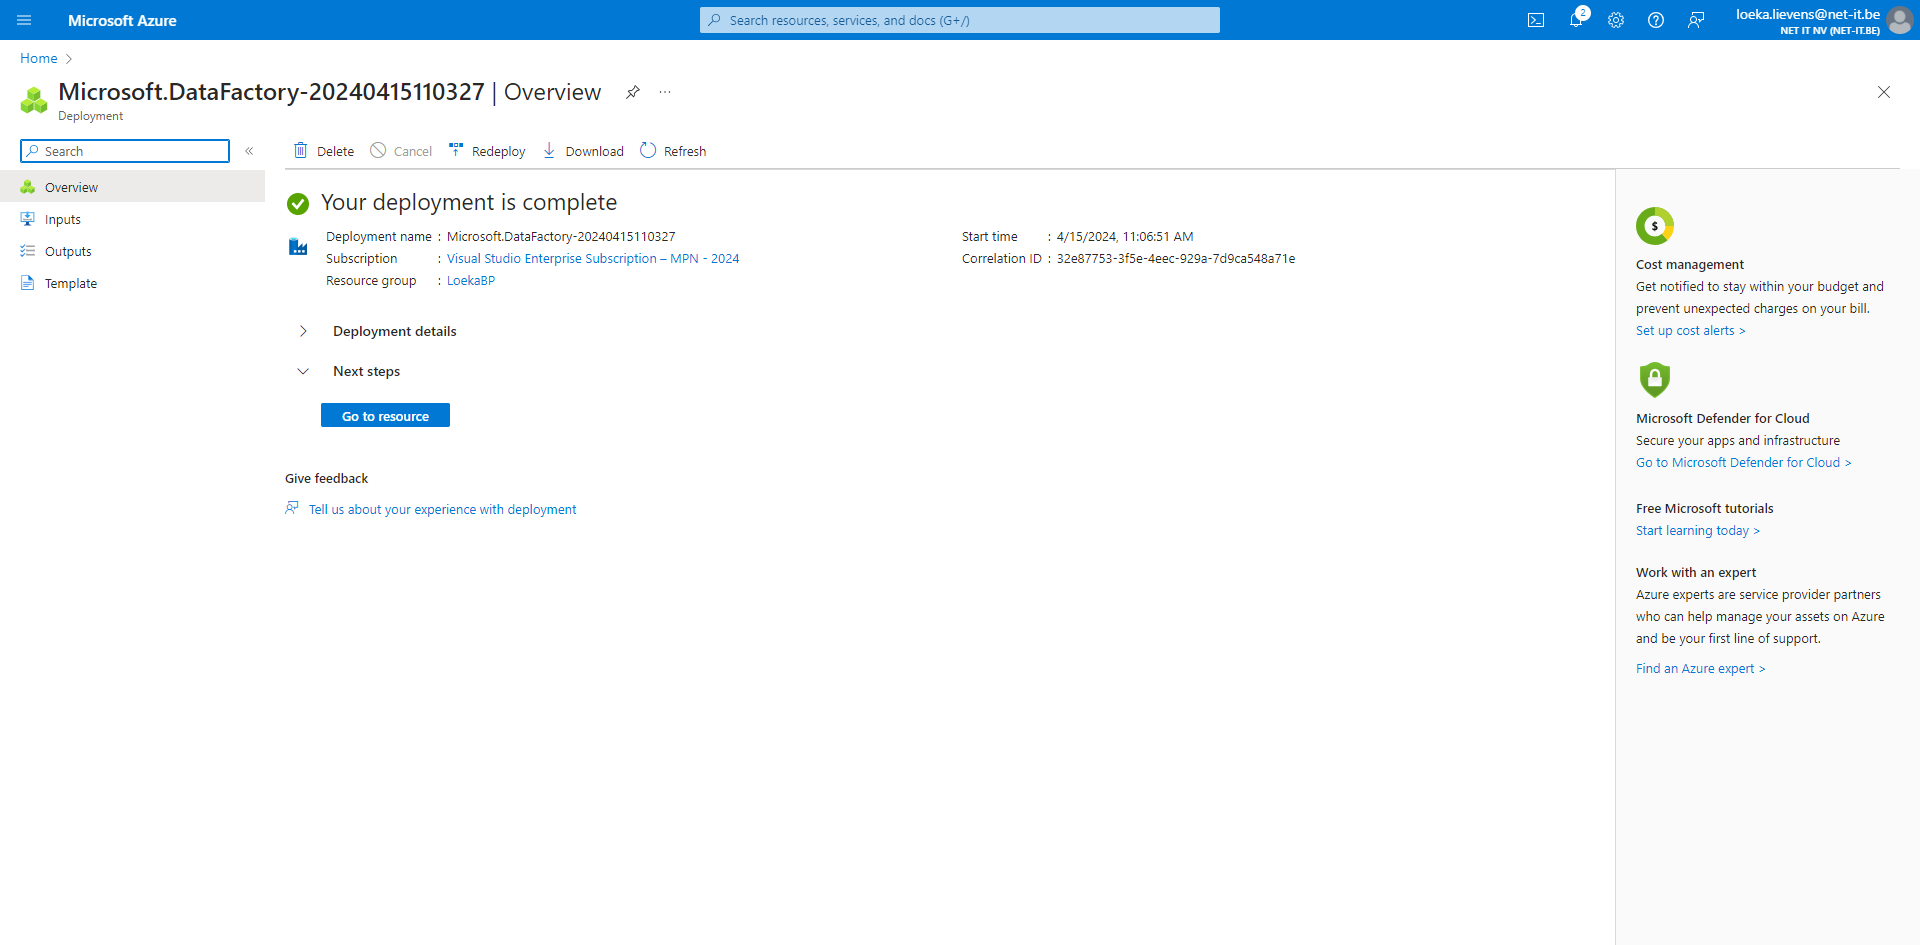 Microsoft Azure
Search resources, services, and docs (G+/)
2
loeka.lievens@net-it.be
NET IT NV (NET-IT.BE)
Home
Microsoft.DataFactory-20240415110327 | Overview
Deployment
Search
Delete
Cancel
Redeploy
Download
Refresh
Overview
Inputs
Outputs
Template
Your deployment is complete
Deployment name : Microsoft.DataFactory-20240415110327
Subscription : Visual Studio Enterprise Subscription – MPN - 2024
Resource group : LoekaBP
Start time : 4/15/2024, 11:06:51 AM
Correlation ID : 32e87753-3f5e-4eec-929a-7d9ca548a71e
Deployment details
Next steps
Go to resource
Give feedback
Tell us about your experience with deployment
$
Cost management
Get notified to stay within your budget and
prevent unexpected charges on your bill.
Set up cost alerts >
Microsoft Defender for Cloud
Secure your apps and infrastructure
Go to Microsoft Defender for Cloud >
Free Microsoft tutorials
Start learning today >
Work with an expert
Azure experts are service provider partners
who can help manage your assets on Azure
and be your first line of support.
Find an Azure expert >